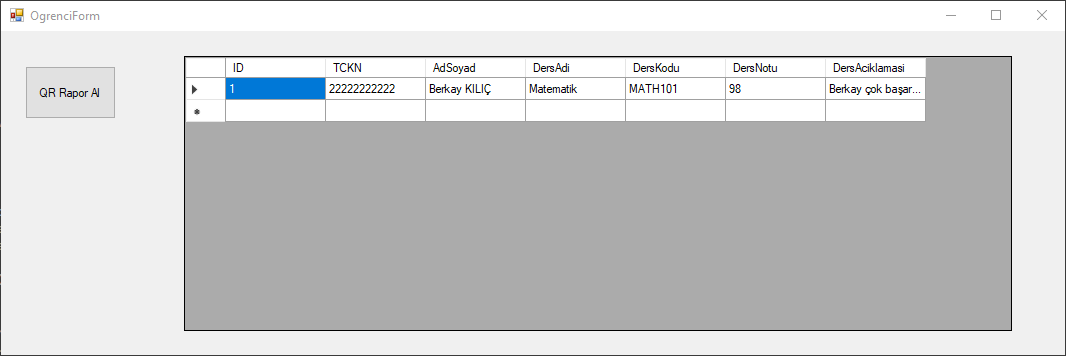 OgrenciForm
QR Rapor Al
ID TCKN AdSoyad DersAdi DersKodu DersNotu DersAciklamasi
1 22222222222 Berkay KILIÇ Matematik MATH101 98 Berkay çok başar...